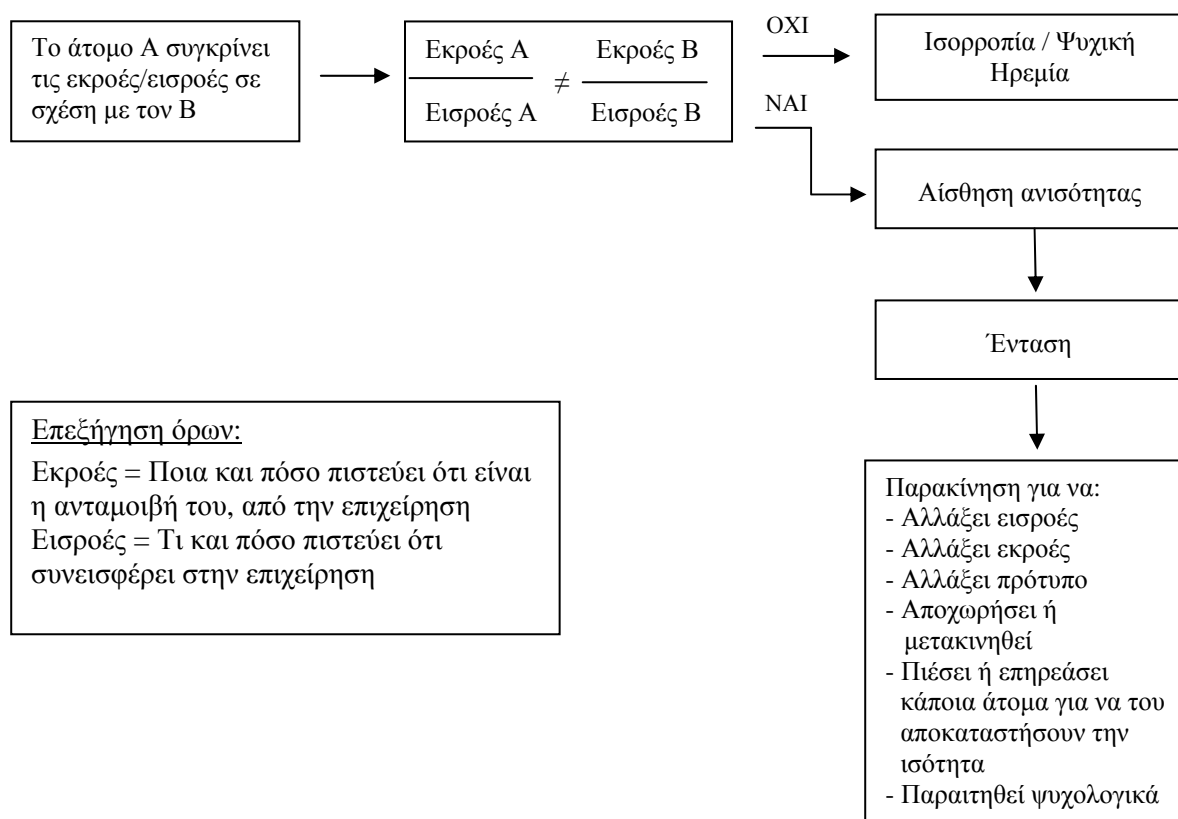 Το άτομο Α συγκρίνει
τις εκροές/εισροές σε
σχέση με τον Β
Εκροές Α
Εισροές Α
≠
Εκροές Β
Εισροές Β
ΟΧΙ
ΝΑΙ
Ισορροπία / Ψυχική
Ηρεμία
Αίσθηση ανισότητας
Ένταση
Επεξήγηση όρων:
Εκροές = Ποια και πόσο πιστεύει ότι είναι
η ανταμοιβή του, από την επιχείρηση
Εισροές = Τι και πόσο πιστεύει ότι
συνεισφέρει στην επιχείρηση
Παρακίνηση για να:
- Αλλάξει εισροές
- Αλλάξει εκροές
- Αλλάξει πρότυπο
- Αποχωρήσει ή
μετακινηθεί
- Πιέσει ή επηρεάσει
κάποια άτομα για να του
αποκαταστήσουν την
ισότητα
- Παραιτηθεί ψυχολογικά